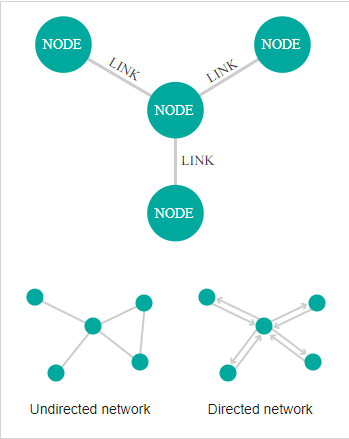 NODE
NODE
LINK
LINK
NODE
LINK
NODE
Undirected network
Directed network